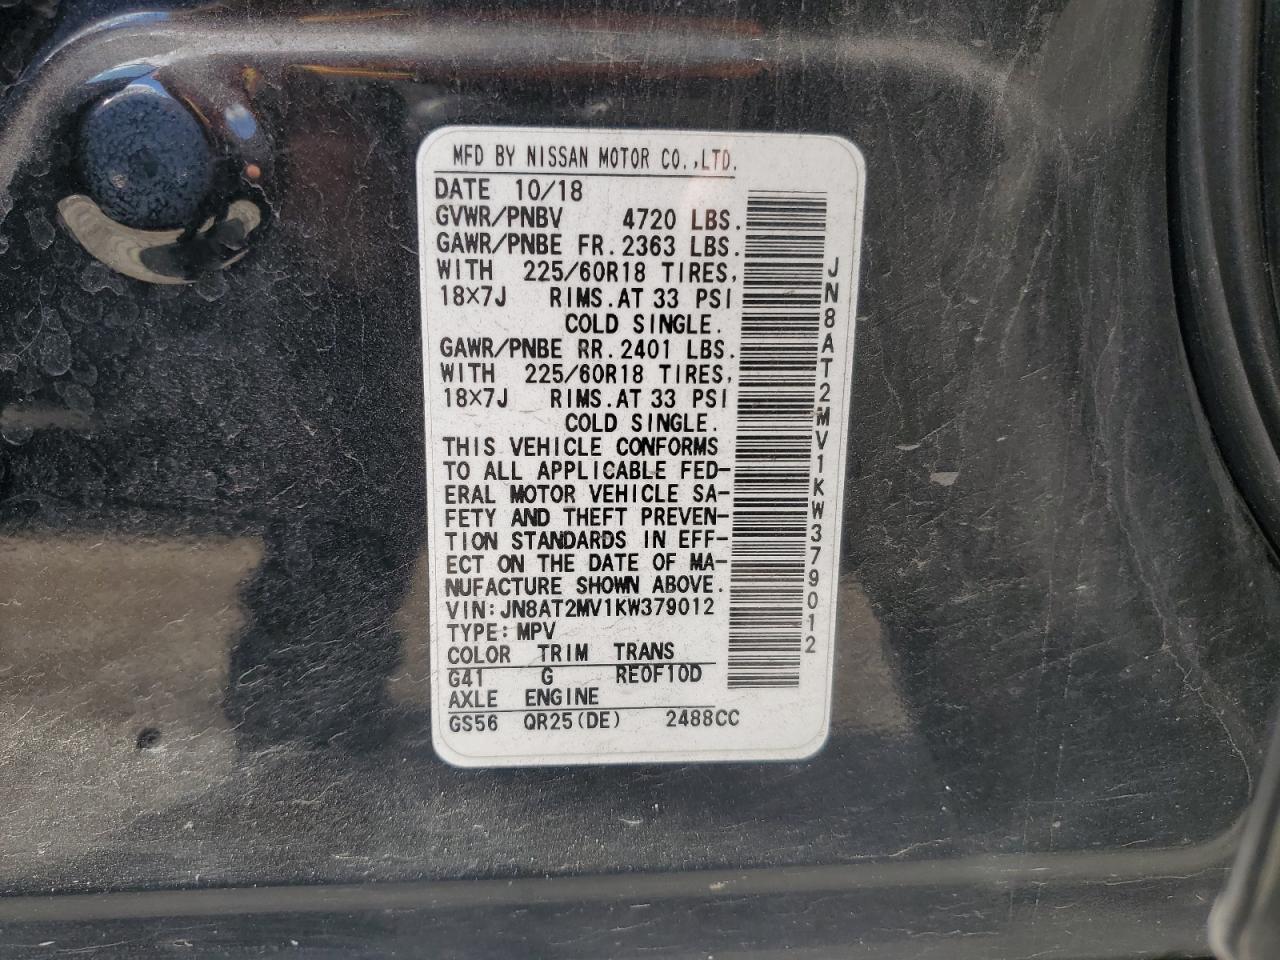 MFD BY NISSAN MOTOR CO.,LTD.
DATE 10/18
GVWR/PNBV 4720 LBS.
GAWR/PNBE FR.2363 LBS.
WITH 225/60R18 TIRES,
18×7J RIMS.AT 33 PSI
COLD SINGLE.
GAWR/PNBE RR.2401 LBS.
WITH 225/60R18 TIRES,
18×7J RIMS.AT 33 PSI
COLD SINGLE.
THIS VEHICLE CONFORMS
TO ALL APPLICABLE FED-
ERAL MOTOR VEHICLE SA-
FETY AND THEFT PREVEN-
TION STANDARDS IN EFF-
ECT ON THE DATE OF MA-
NUFACTURE SHOWN ABOVE.
VIN:JN8AT2MV1KW379012
TYPE:MPV
COLOR TRIM TRANS
G41 G RE0F10D
AXLE ENGINE
GS56 QR25(DE) 2488CC
JN8AT2MV1KW379012